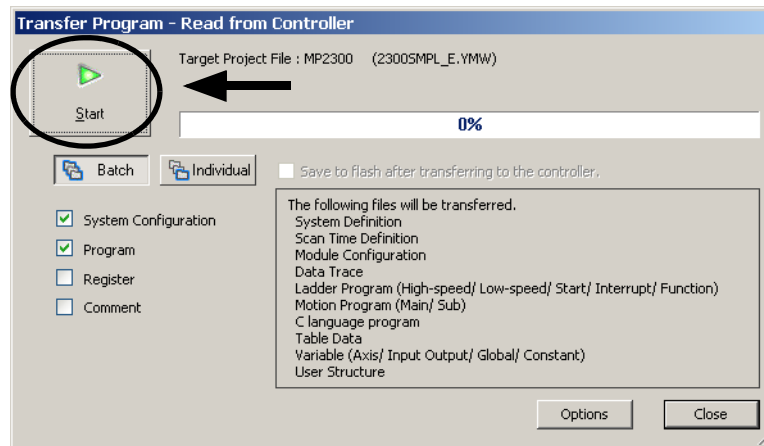 Transfer Program - Read from Controller
Target Project File : MP2300 (2300SMPL_E.YMW)
Start
0%
Batch
Individual
Save to flash after transferring to the controller.
System Configuration
Program
Register
Comment
The following files will be transferred.
System Definition
Scan Time Definition
Module Configuration
Data Trace
Ladder Program (High-speed/ Low-speed/ Start/ Interrupt/ Function)
Motion Program (Main/ Sub)
C language program
Table Data
Variable (Axis/ Input Output/ Global/ Constant)
User Structure
Options
Close